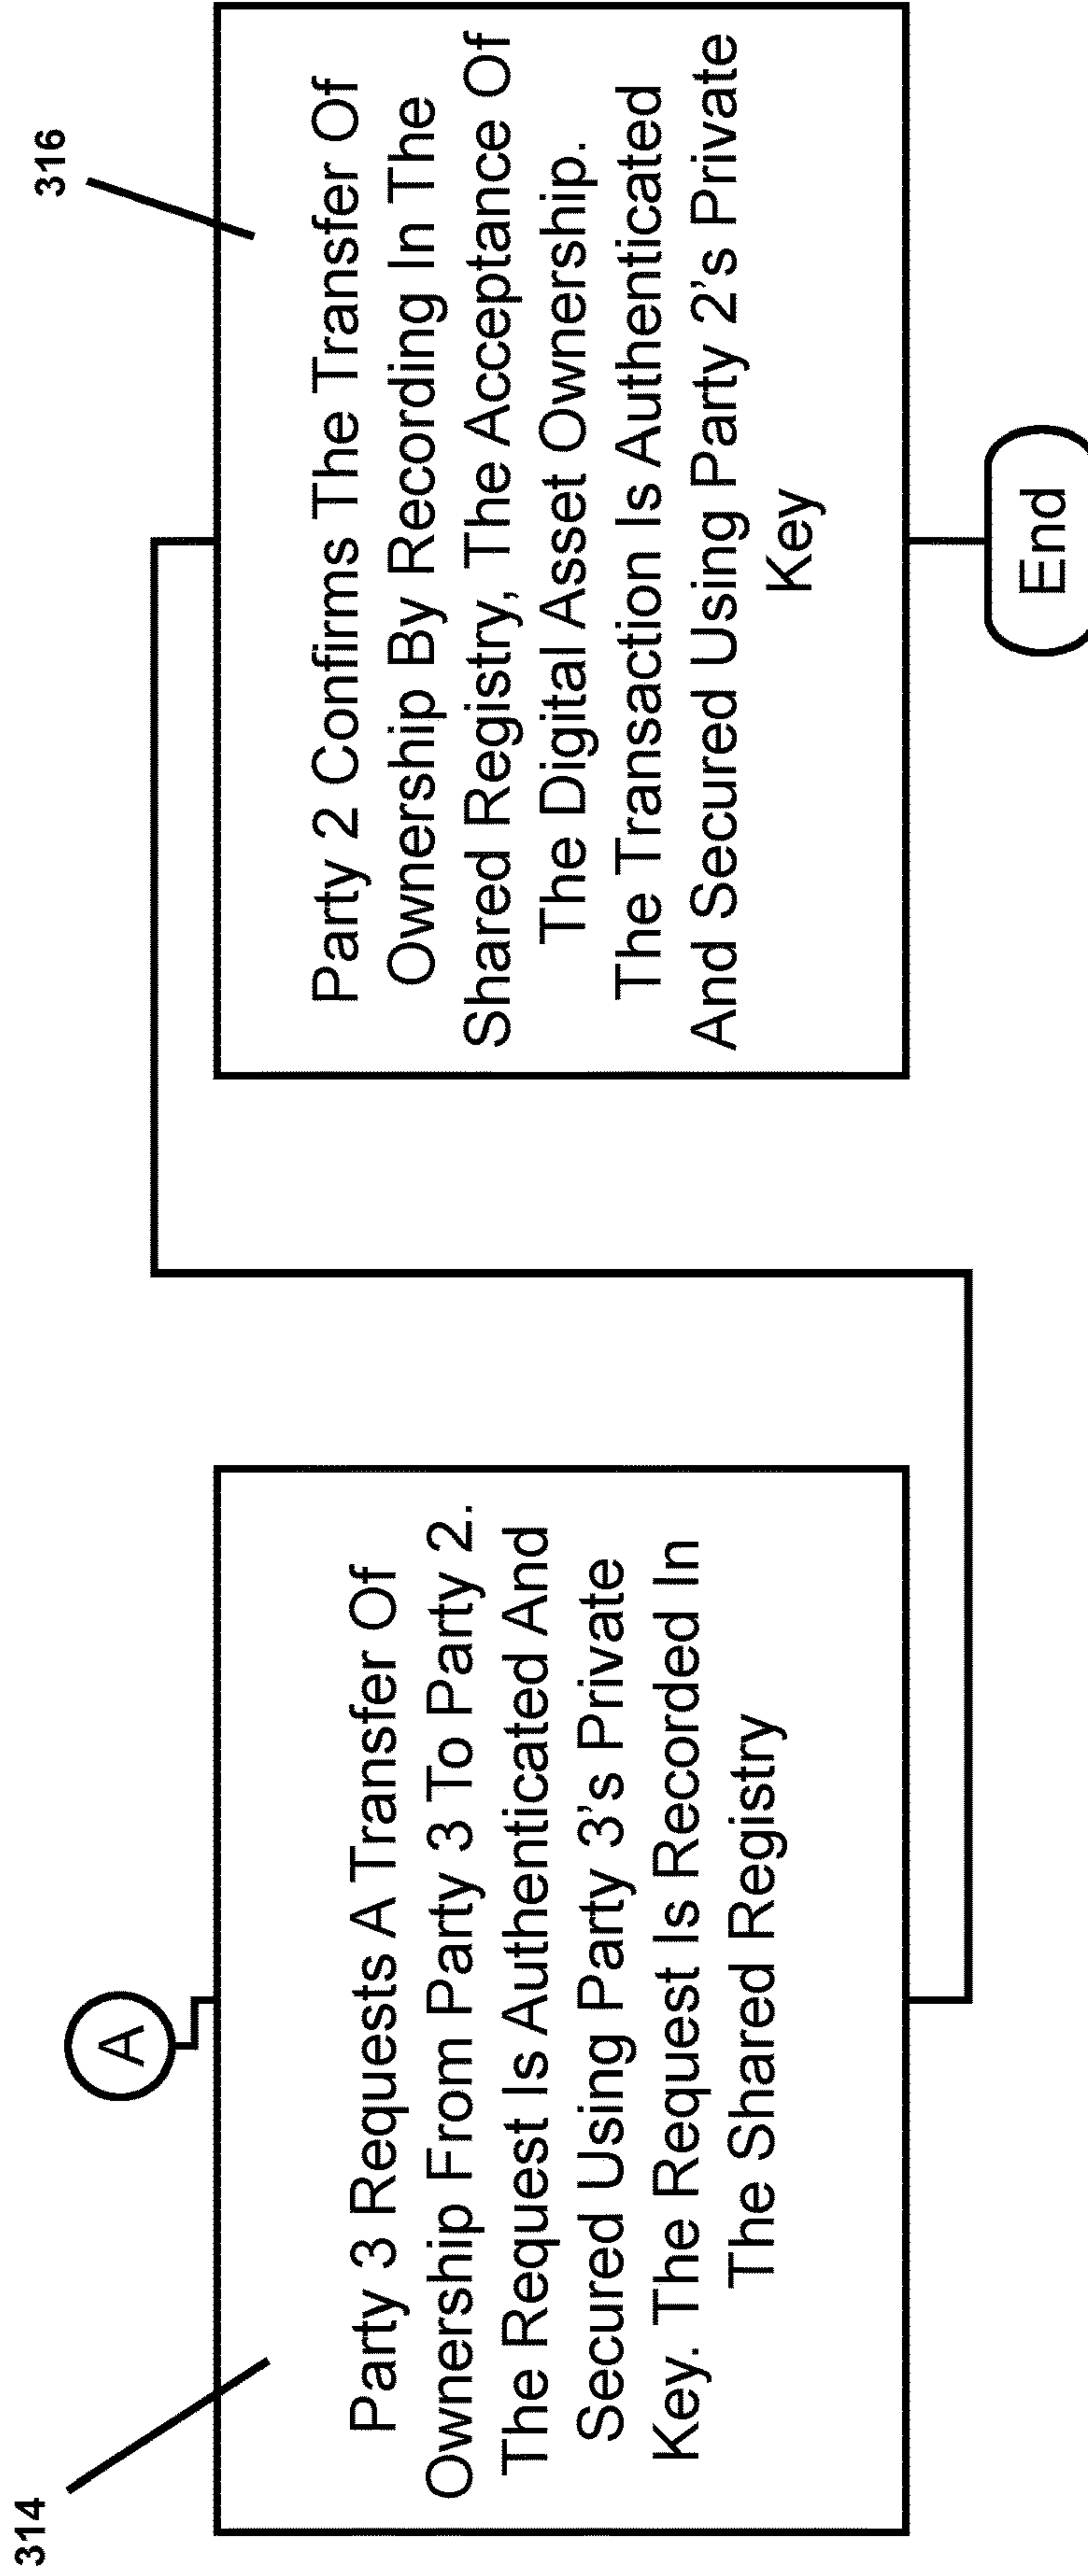 314
A
Party 3 Requests A Transfer Of
Ownership From Party 3 To Party 2.
The Request Is Authenticated And
Secured Using Party 3's Private
Key. The Request Is Recorded In
The Shared Registry
316
Party 2 Confirms The Transfer Of
Ownership By Recording In The
Shared Registry, The Acceptance Of
The Digital Asset Ownership.
The Transaction Is Authenticated
And Secured Using Party 2's Private
Key
End